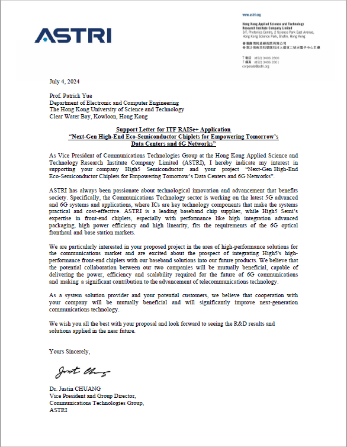 ASTRI
www.astri.org
Hong Kong Applied Science and Technology
Research Institute Company Limited
July 4, 2024
Prof. Patrick Yue
Department of Electronic and Computer Engineering
The Hong Kong University of Science and Technology
Clear Water Bay, Kowloon, Hong Kong
Support Letter for ITF RAISe+ Application
"Next-Gen High-End Eco-Semiconductor Chiplets for Empowering Tomorrow's
Data Centers and 6G Networks"
As Vice President of Communications Technologies Group at the Hong Kong Applied Science and
Technology Research Institute Company Limited (ASTRI), I hereby indicate my interest in
supporting your company High5 Semiconductor and your project "Next-Gen High-End
Eco-Semiconductor Chiplets for Empowering Tomorrow's Data Centers and 6G Networks"
ASTRI has always been passionate about technological innovation and advancement that benefits
society. Specifically, the Communications Technology sector is working on the latest 5G advanced
and 6G systems and applications, where ICs are key technology components that make the systems
practical and cost-effective. ASTRI is a leading baseband chip supplier, while High5 Semi's
expertise in front-end chiplets, especially with performance like high integration advanced
packaging, high power efficiency and high linearity, fits the requirements of the 6G optical
fronthaul and base station markets.
We are particularly interested in your proposed project in the area of high-performance solutions for
the communications market and are excited about the prospect of integrating High5's high-
performance front-end chiplets with our baseband solutions into our future products. We believe that
the potential collaboration between our two companies will be mutually beneficial, capable of
delivering the power, efficiency and scalability required for the future of 6G communications
and making a significant contribution to the advancement of telecommunications technology.
As a system solution provider and your potential customers, we believe that cooperation with
your company will be mutually beneficial and will significantly improve next-generation
communications technology.
We wish you all the best with your proposal and look forward to seeing the R&D results and
solutions applied in the near future.
Yours Sincerely,
Dr. Justin CHUANG
Vice President and Group Director,
Communications Technologies Group,
ASTRI